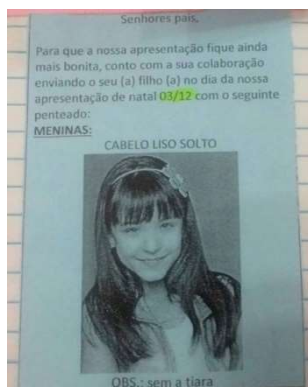 Senhores pais,
Para que a nossa apresentação fique ainda
mais bonita, conto com a sua colaboração
enviando o seu (a) filho (a) no dia da nossa
apresentação de natal 03/12 com o seguinte
penteado:
MENINAS:
CABELO LISO SOLTO
OBS.: sem a tiara